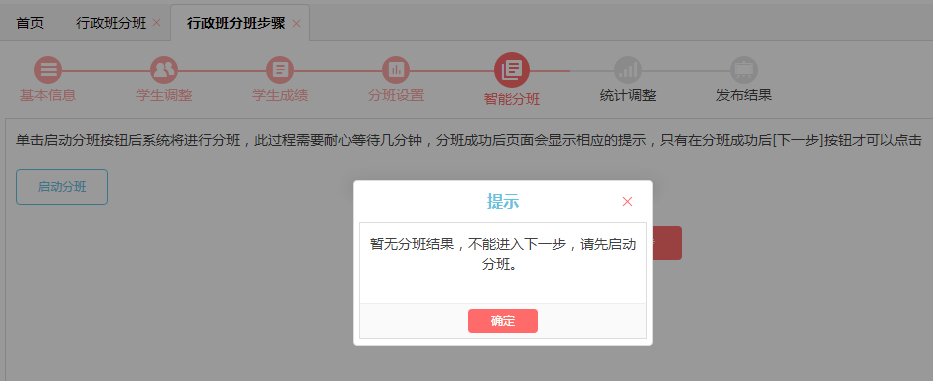 首页 行政班分班 行政班分班步骤
基本信息 学生调整 学生成绩 分班设置 智能分班 统计调整 发布结果
单击启动分班按钮后系统将进行分班，此过程需要耐心等待几分钟，分班成功后页面会显示相应的提示，只有在分班成功后[下一步]按钮才可以点击
启动分班
提示
暂无分班结果，不能进入下一步，请先启动
分班。
确定